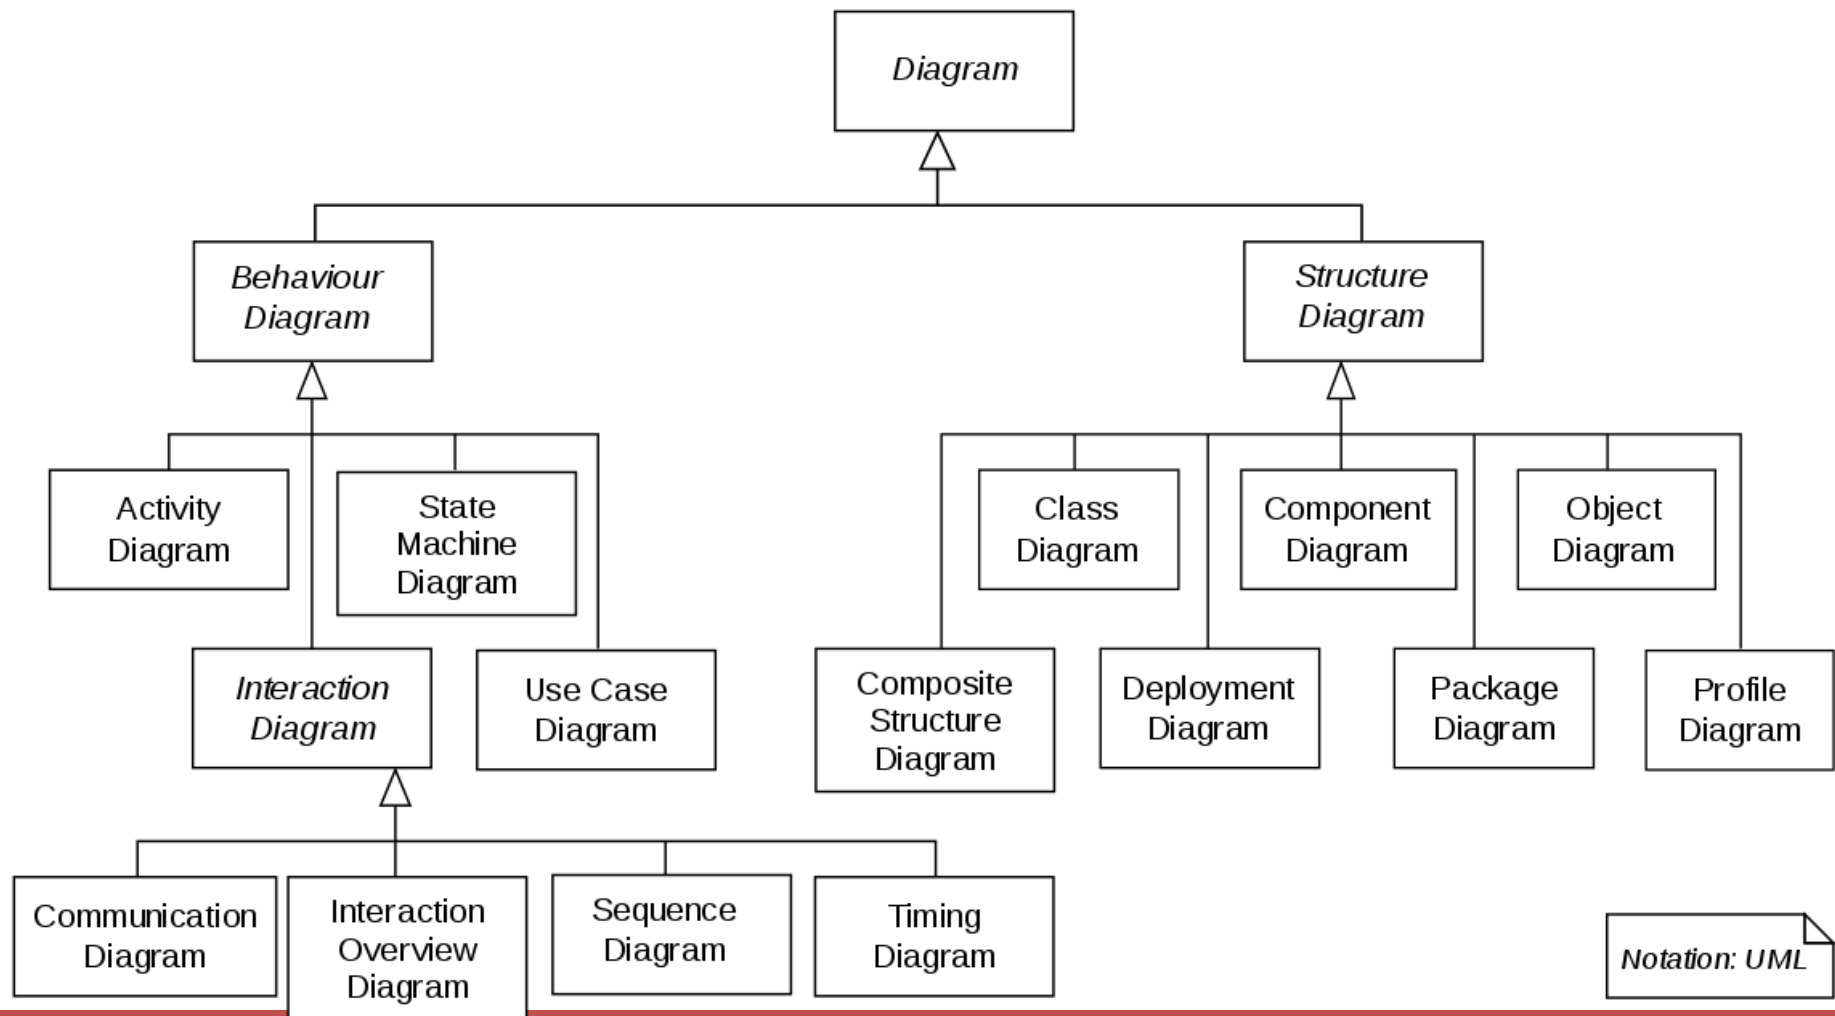 Diagram
Behaviour
Diagram
Structure
Diagram
Activity
Diagram
State
Machine
Diagram
Class
Diagram
Component
Diagram
Object
Diagram
Interaction
Diagram
Use Case
Diagram
Composite
Structure
Diagram
Deployment
Diagram
Package
Diagram
Profile
Diagram
Communication
Diagram
Interaction
Overview
Diagram
Sequence
Diagram
Timing
Diagram
Notation: UML